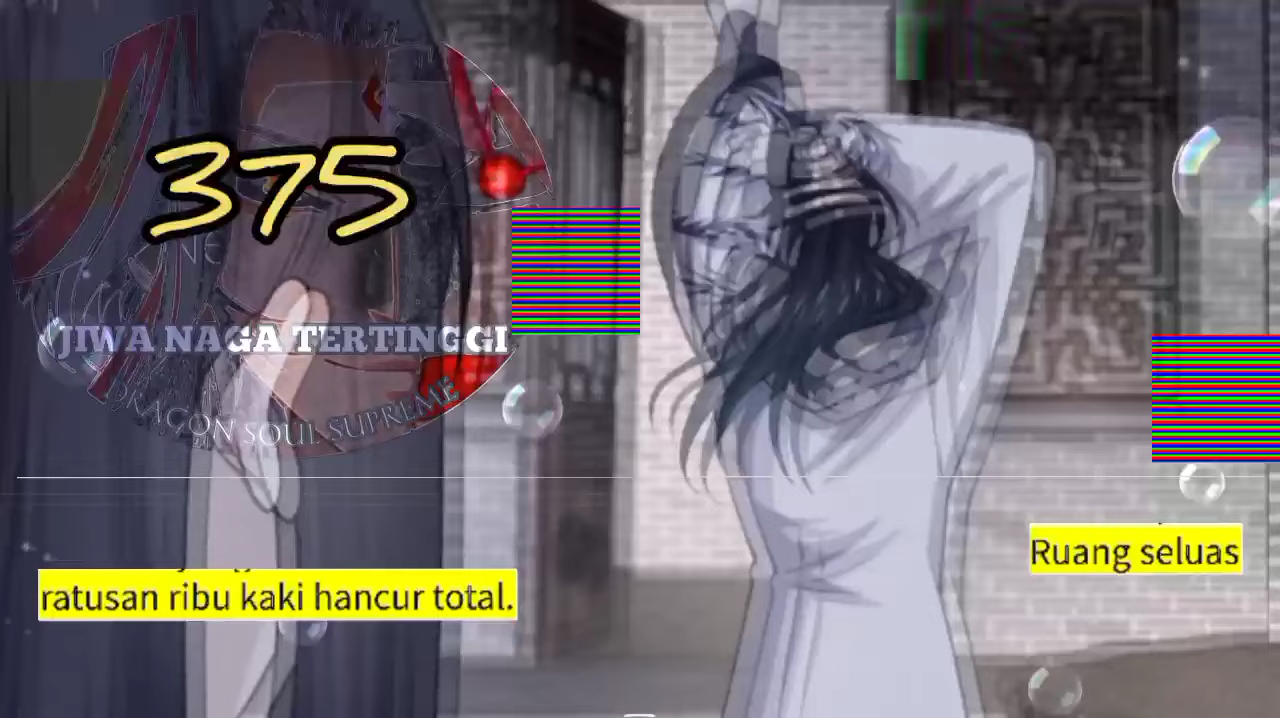 375
JIWA NAGA TERTINGGI
DRAGON SOUL SUPREME
Ruang seluas
ratusan ribu kaki hancur total.